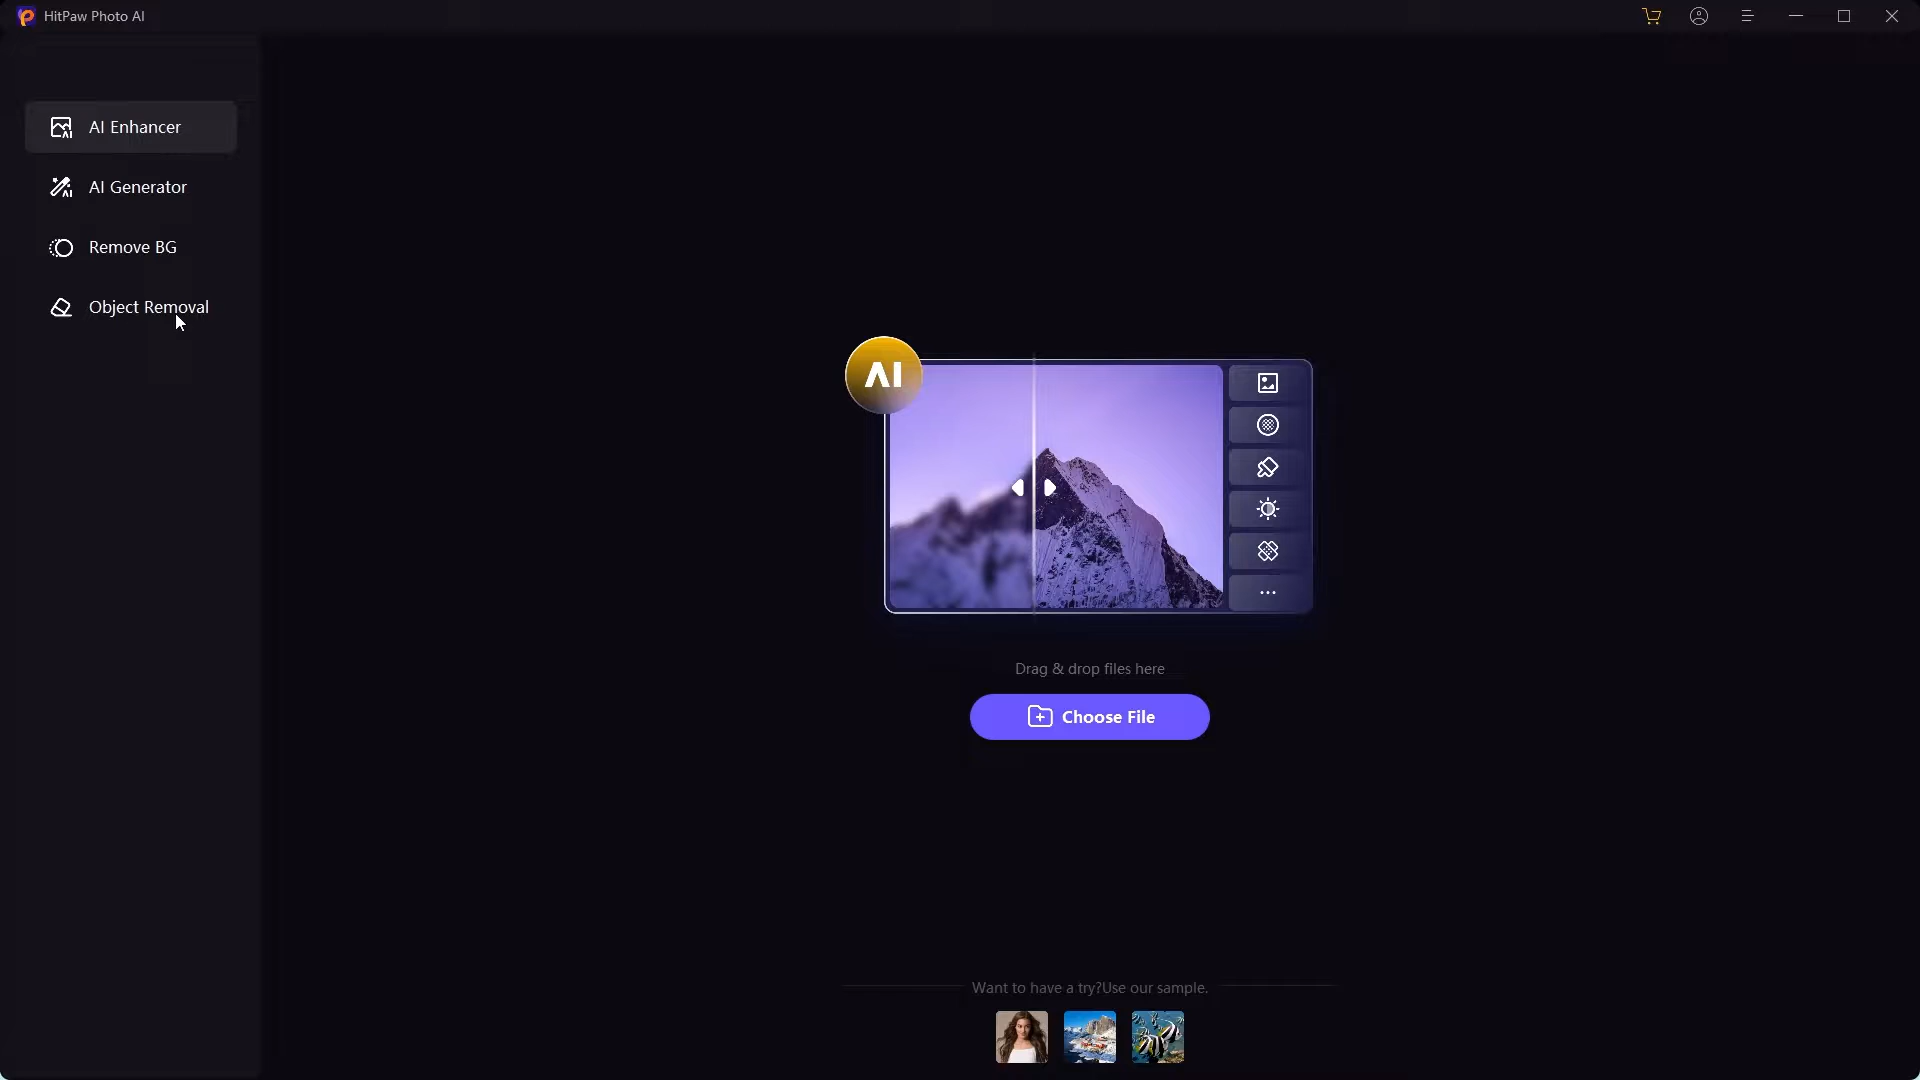 HitPaw Photo AI
AI Enhancer
AI Generator
Remove BG
Object Removal
AI
Drag & drop files here
Choose File
Want to have a try?Use our sample.